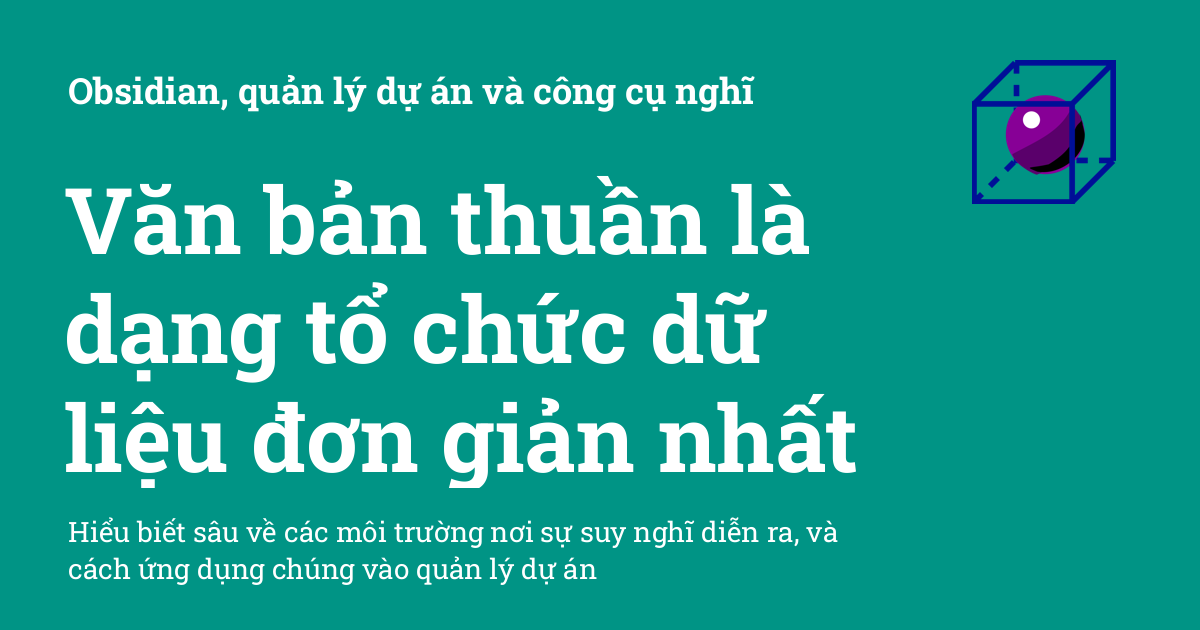 Obsidian, quản lý dự án và công cụ nghĩ
Văn bản thuần là
dạng tổ chức dữ
liệu đơn giản nhất
Hiểu biết sâu về các môi trường nơi sự suy nghĩ diễn ra, và
cách ứng dụng chúng vào quản lý dự án